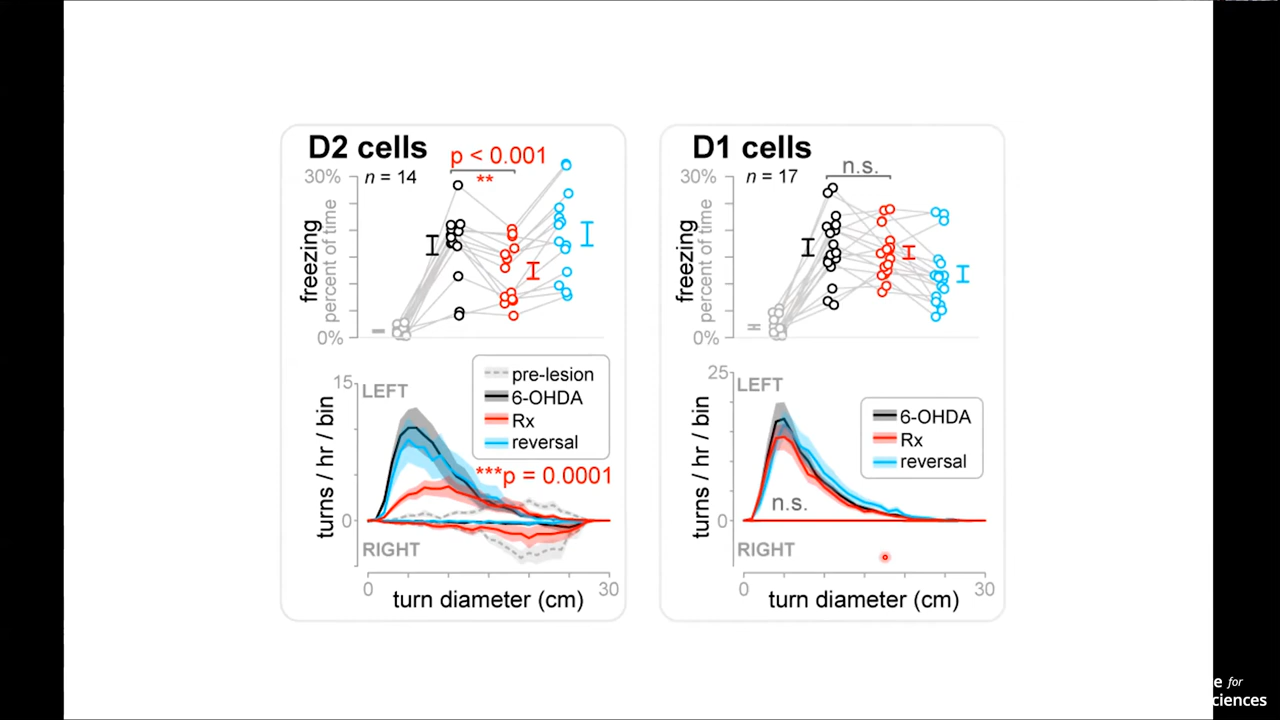 D2 cells
p < 0.001
30%
n = 14
**
freezing
percent of time
0%
pre-lesion
6-OHDA
Rx
reversal
15
LEFT
turns / hr / bin
***p = 0.0001
0
RIGHT
0
30
turn diameter (cm)
D1 cells
n.s.
30%
n = 17
freezing
percent of time
0%
25
LEFT
turns / hr / bin
6-OHDA
Rx
reversal
n.s.
0
RIGHT
0
30
turn diameter (cm)
e for
ciences